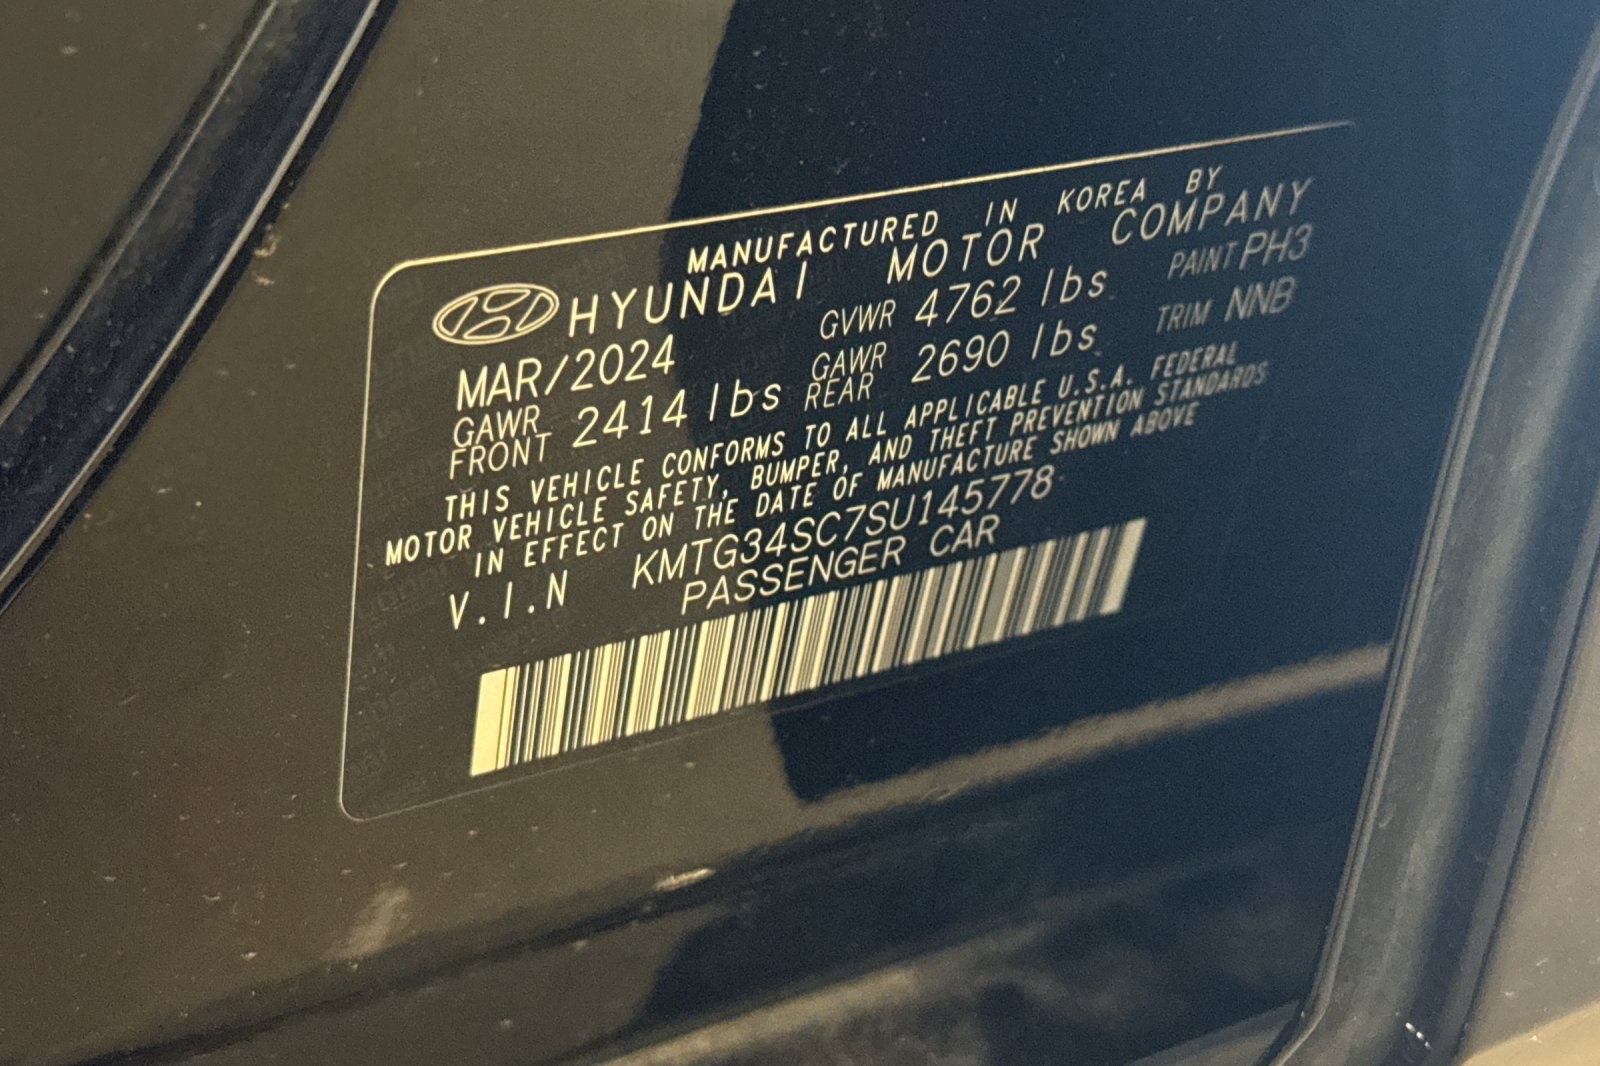 MANUFACTURED IN KOREA BY
HYUNDAI MOTOR COMPANY
MAR/2024 GVWR 4762 lbs PAINT PH3
GAWR FRONT 2414 lbs GAWR REAR 2690 lbs TRIM NNB
THIS VEHICLE CONFORMS TO ALL APPLICABLE U.S.A. FEDERAL
MOTOR VEHICLE SAFETY, BUMPER, AND THEFT PREVENTION STANDARDS
IN EFFECT ON THE DATE OF MANUFACTURE SHOWN ABOVE
V.I.N KMTG34SC7SU145778
PASSENGER CAR